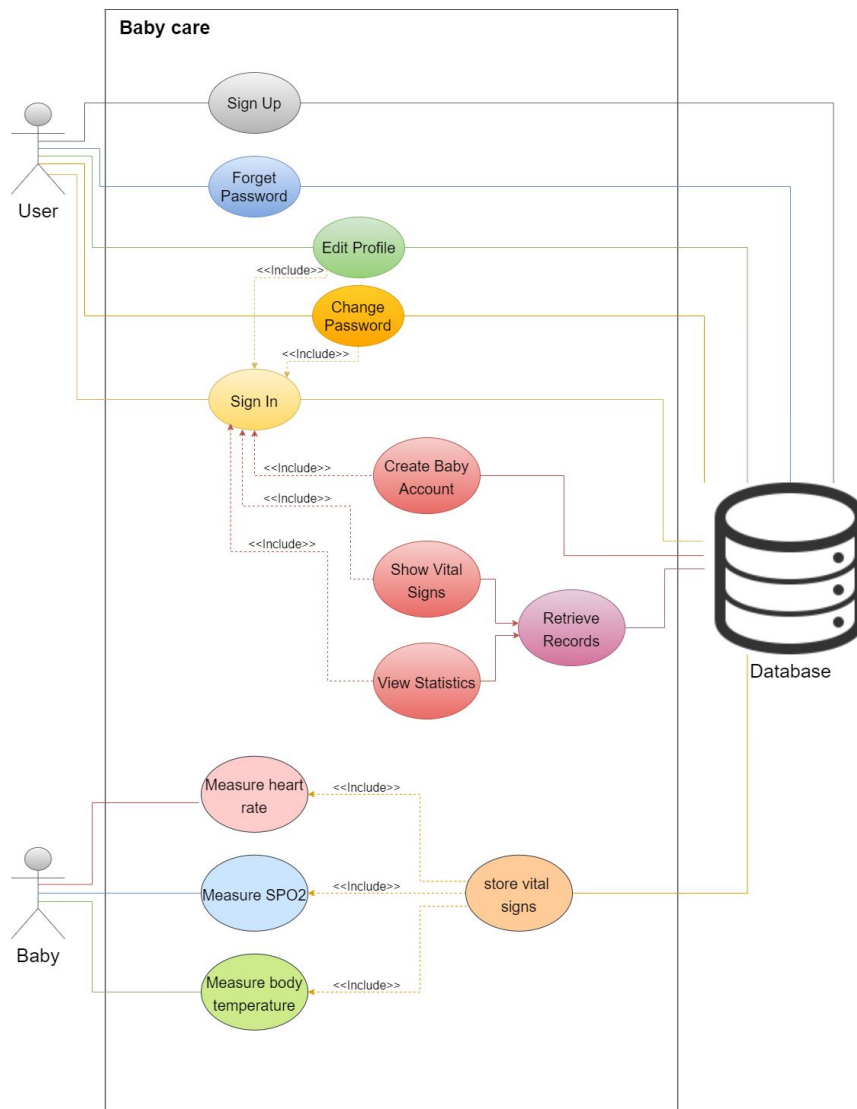 Baby care
Sign Up
User
Forget
Password
Edit Profile
<<Include>>
Change
Password
<<Include>>
Sign In
<<Include>>
Create Baby
Account
<<Include>>
<<Include>>
Show Vital
Signs
Retrieve
Records
View Statistics
Database
Measure heart
rate
<<Include>>
Measure SPO2
<<Include>>
store vital
signs
Baby
Measure body
temperature
<<Include>>